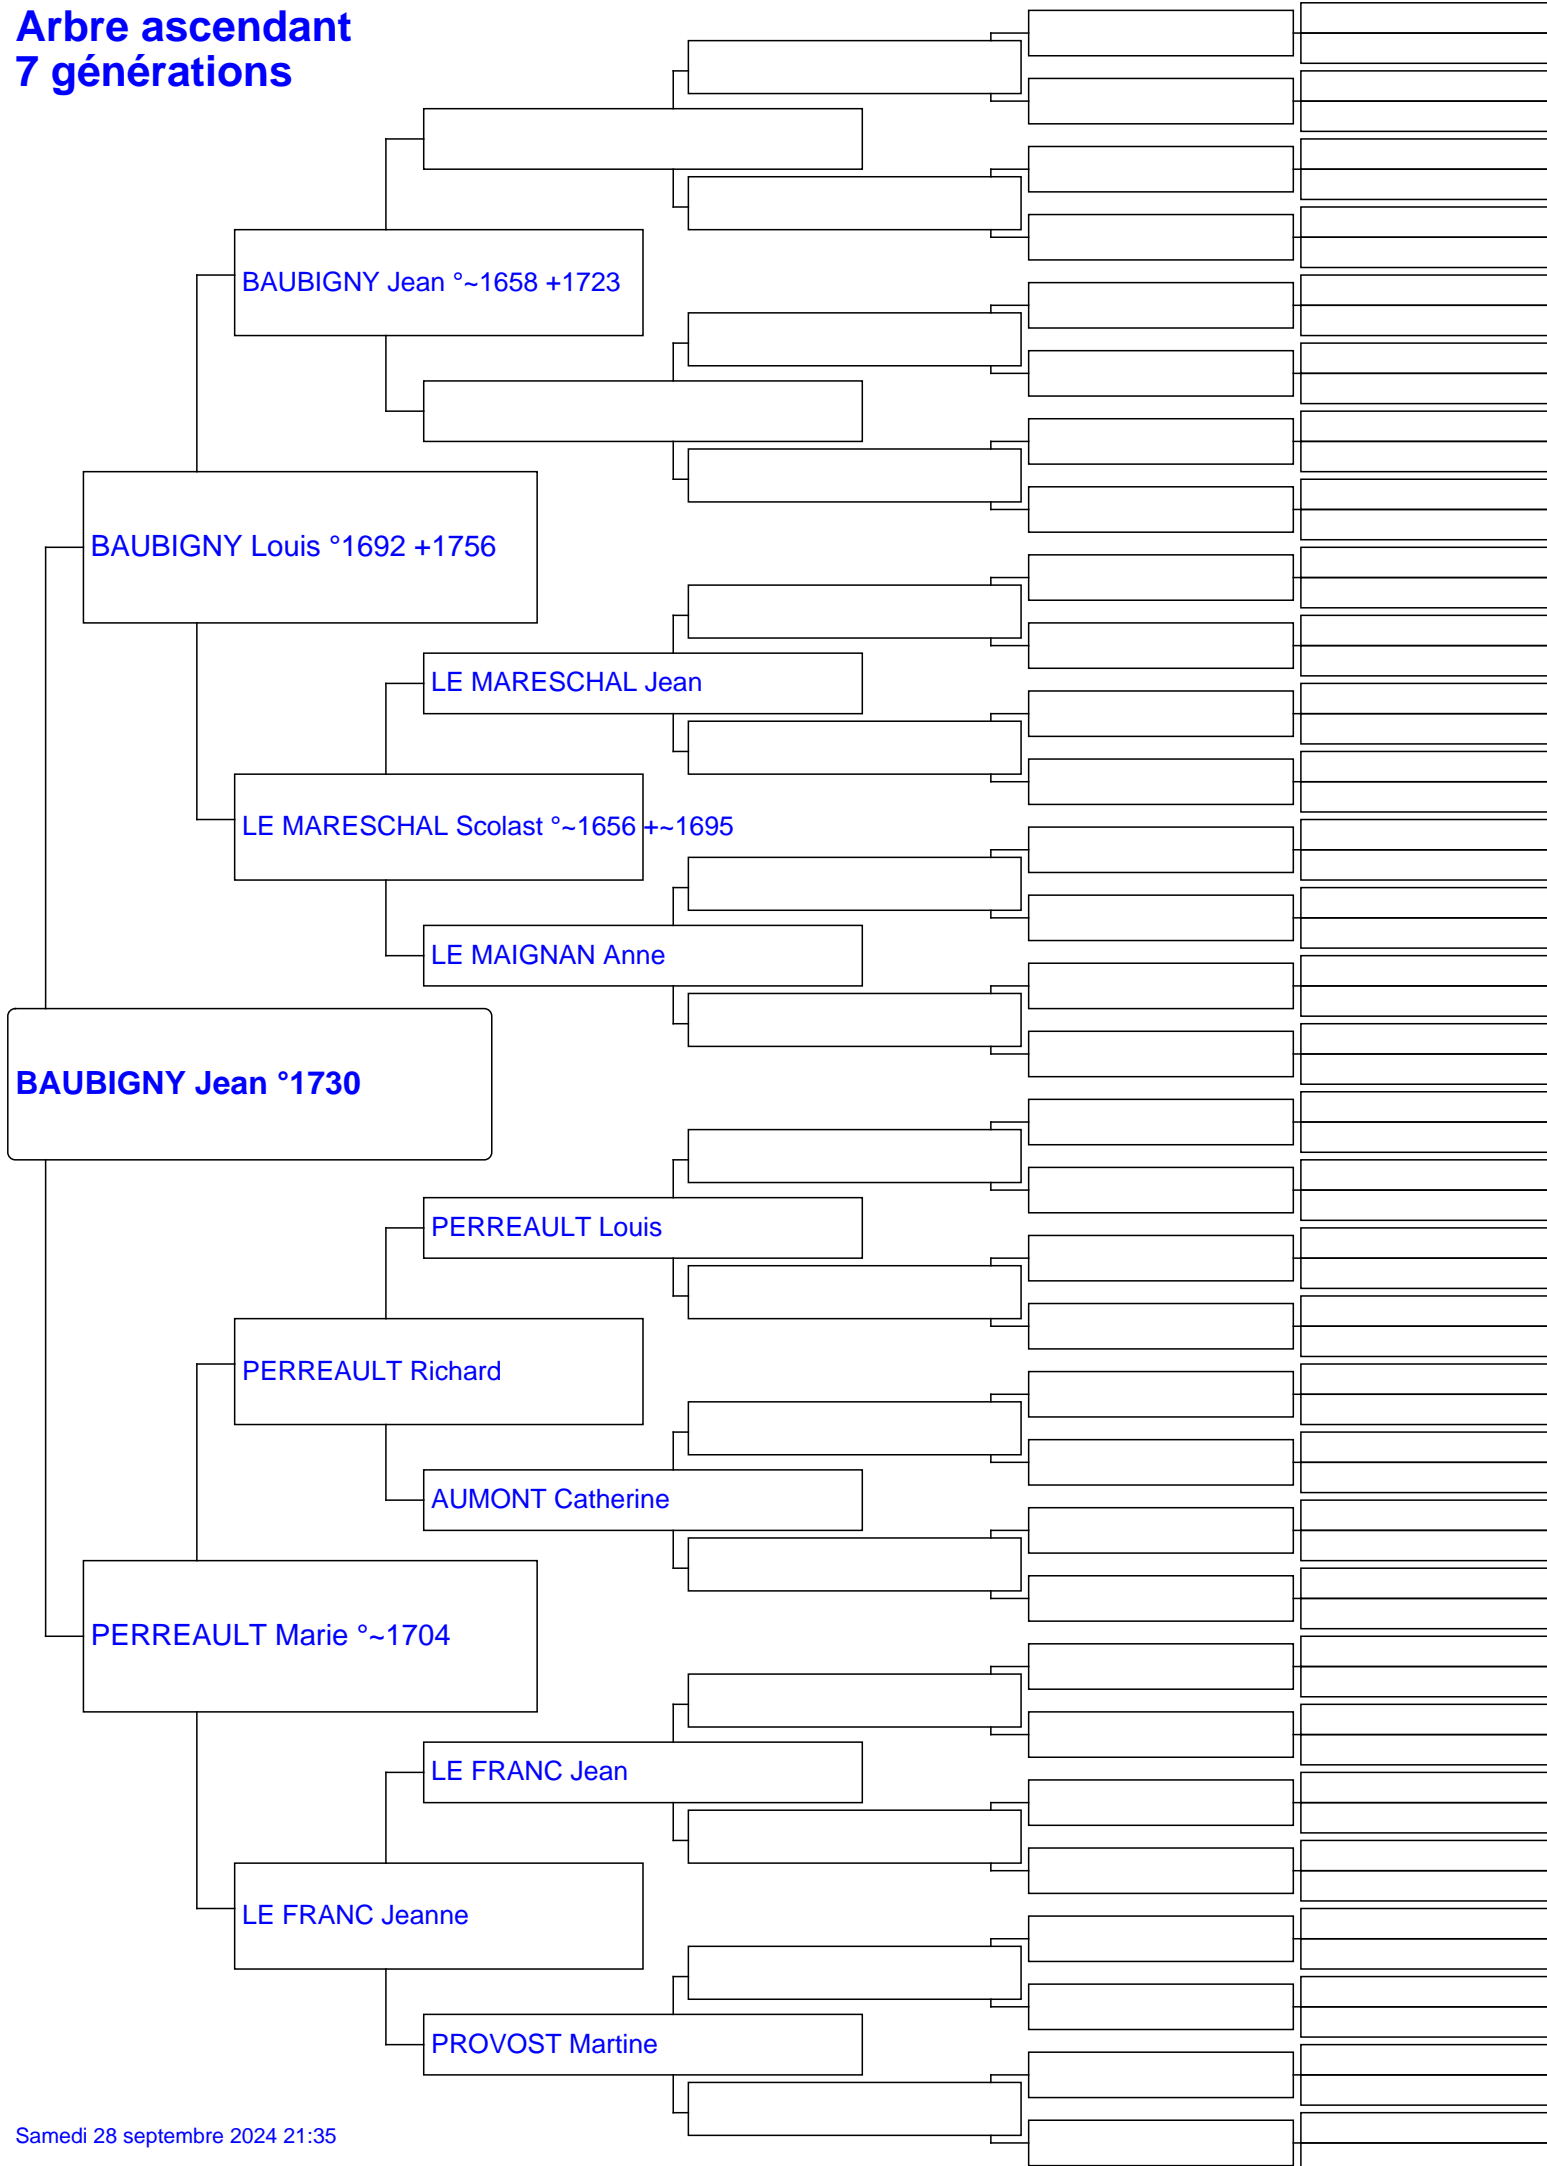 Arbre ascendant
7 générations
BAUBIGNY Jean °~1658 +1723
BAUBIGNY Louis °1692 +1756
LE MARESCHAL Jean
LE MARESCHAL Scolast °~1656 +~1695
LE MAIGNAN Anne
BAUBIGNY Jean °1730
PERREAULT Louis
PERREAULT Richard
AUMONT Catherine
PERREAULT Marie °~1704
LE FRANC Jean
LE FRANC Jeanne
PROVOST Martine
Samedi 28 septembre 2024 21:35